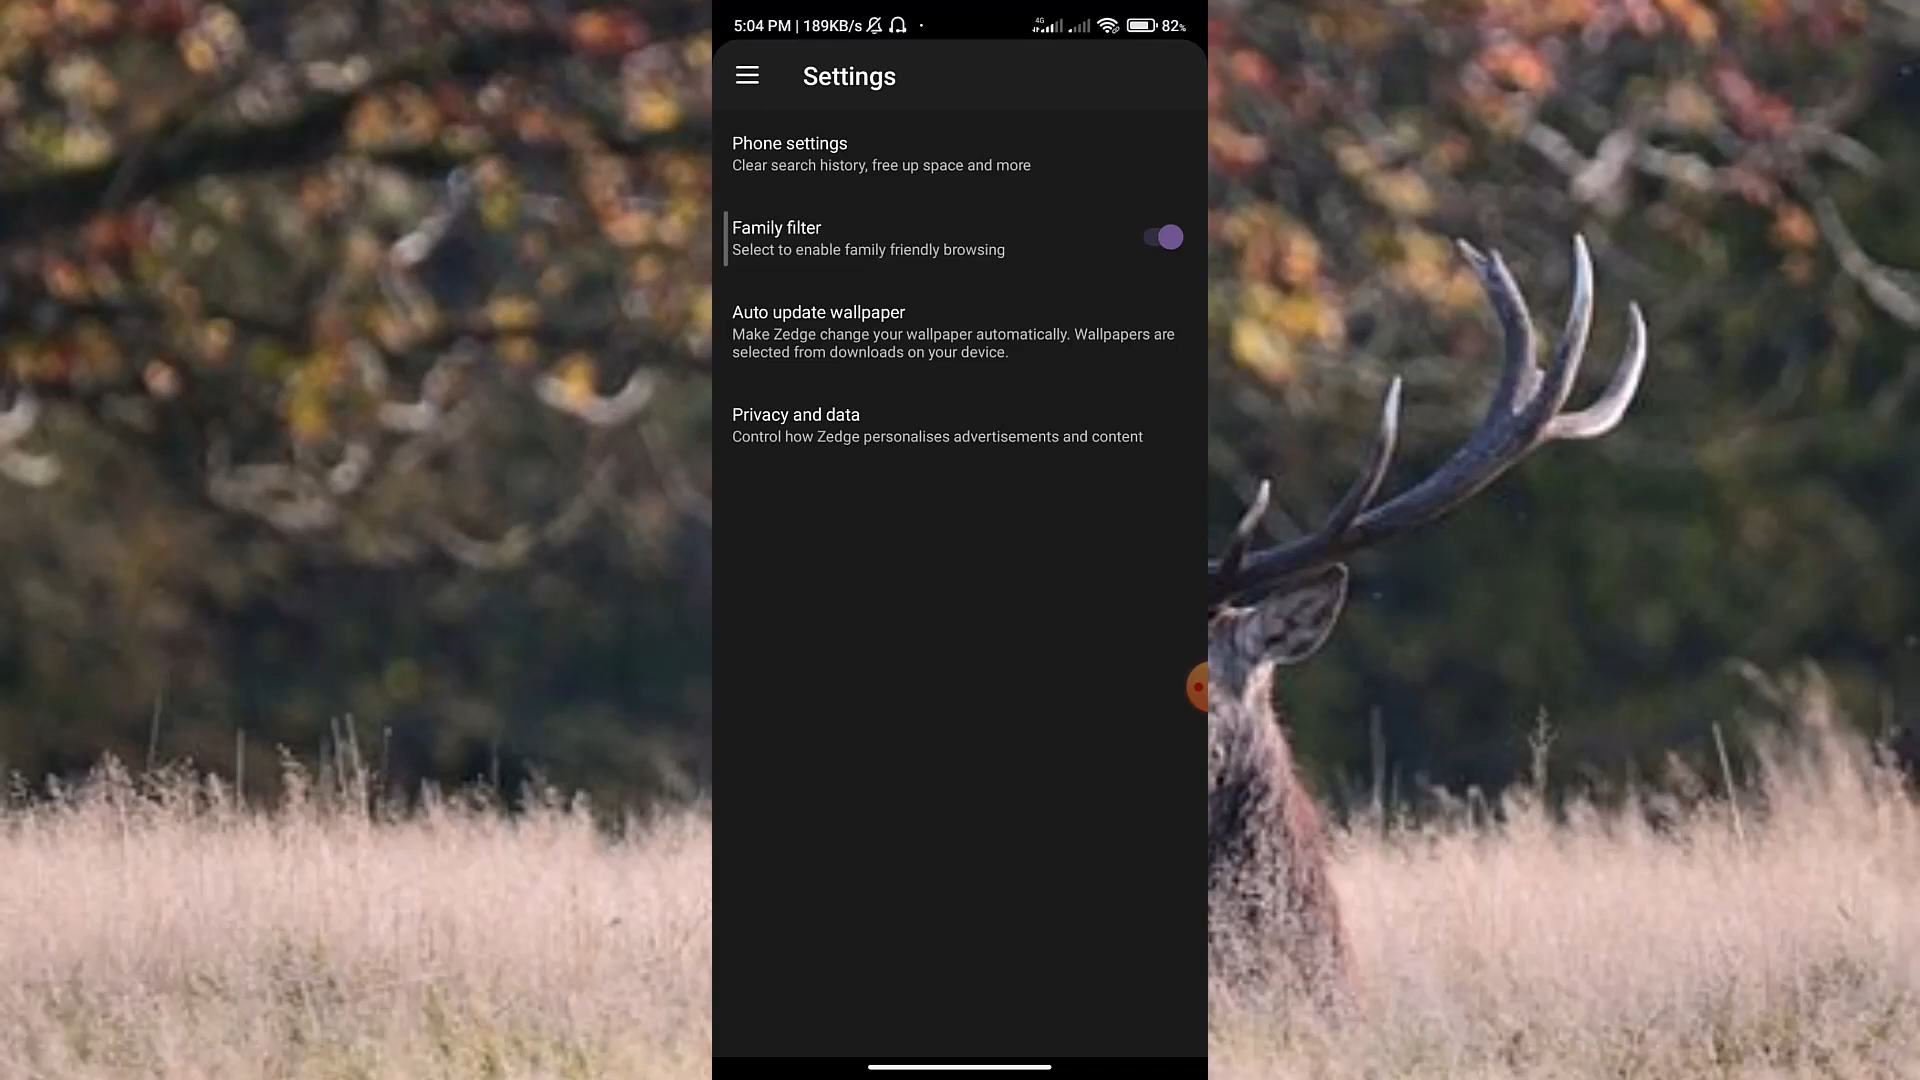 5:04 PM | 189KB/s 4G 82%
Settings
Phone settings
Clear search history, free up space and more
Family filter
Select to enable family friendly browsing
Auto update wallpaper
Make Zedge change your wallpaper automatically. Wallpapers are
selected from downloads on your device.
Privacy and data
Control how Zedge personalises advertisements and content